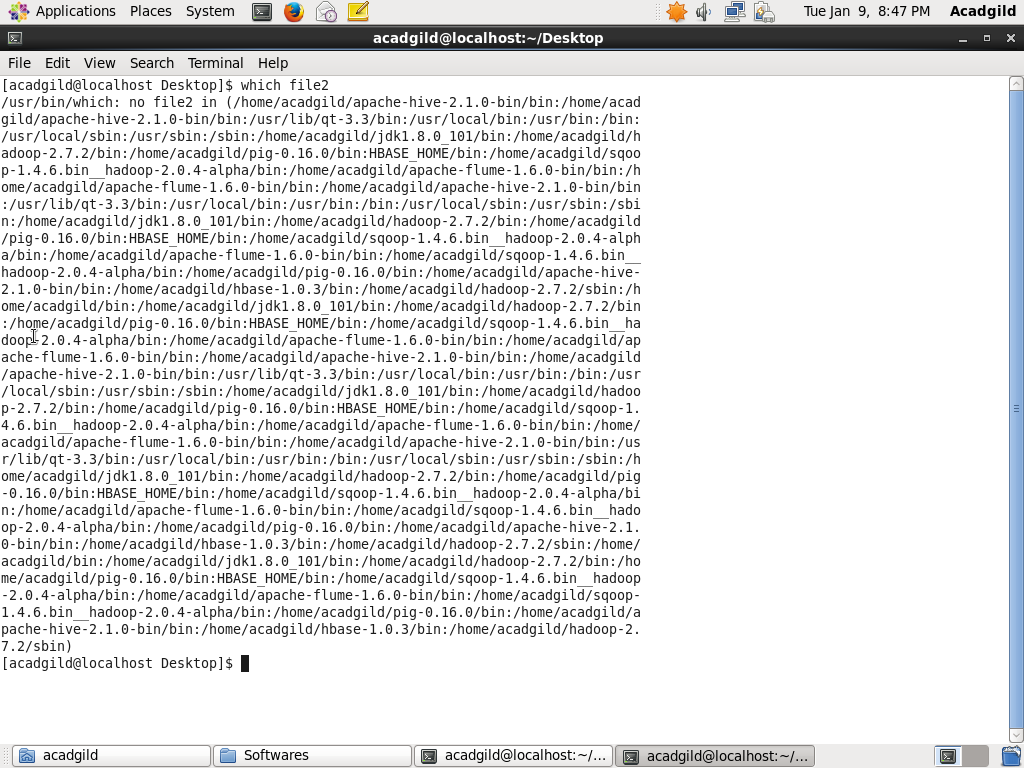 Applications Places System Tue Jan 9, 8:47 PM Acadgild
acadgild@localhost:~/Desktop
File Edit View Search Terminal Help
[acadgild@localhost Desktop]$ which file2
/usr/bin/which: no file2 in (/home/acadgild/apache-hive-2.1.0-bin/bin:/home/acad
gild/apache-hive-2.1.0-bin/bin:/usr/lib/qt-3.3/bin:/usr/local/bin:/usr/bin:/bin:
/usr/local/sbin:/usr/sbin:/sbin:/home/acadgild/jdk1.8.0_101/bin:/home/acadgild/h
adoop-2.7.2/bin:/home/acadgild/pig-0.16.0/bin:HBASE_HOME/bin:/home/acadgild/sqoo
p-1.4.6.bin__hadoop-2.0.4-alpha/bin:/home/acadgild/apache-flume-1.6.0-bin/bin:/h
ome/acadgild/apache-flume-1.6.0-bin/bin:/home/acadgild/apache-hive-2.1.0-bin/bin
:/usr/lib/qt-3.3/bin:/usr/local/bin:/usr/bin:/bin:/usr/local/sbin:/usr/sbin:/sbi
n:/home/acadgild/jdk1.8.0_101/bin:/home/acadgild/hadoop-2.7.2/bin:/home/acadgild
/pig-0.16.0/bin:HBASE_HOME/bin:/home/acadgild/sqoop-1.4.6.bin__hadoop-2.0.4-alph
a/bin:/home/acadgild/apache-flume-1.6.0-bin/bin:/home/acadgild/sqoop-1.4.6.bin__
hadoop-2.0.4-alpha/bin:/home/acadgild/pig-0.16.0/bin:/home/acadgild/apache-hive-
2.1.0-bin/bin:/home/acadgild/hbase-1.0.3/bin:/home/acadgild/hadoop-2.7.2/sbin:/h
ome/acadgild/bin:/home/acadgild/jdk1.8.0_101/bin:/home/acadgild/hadoop-2.7.2/bin
:/home/acadgild/pig-0.16.0/bin:HBASE_HOME/bin:/home/acadgild/sqoop-1.4.6.bin__ha
doop-2.0.4-alpha/bin:/home/acadgild/apache-flume-1.6.0-bin/bin:/home/acadgild/ap
ache-flume-1.6.0-bin/bin:/home/acadgild/apache-hive-2.1.0-bin/bin:/home/acadgild
/apache-hive-2.1.0-bin/bin:/usr/lib/qt-3.3/bin:/usr/local/bin:/usr/bin:/bin:/usr
/local/sbin:/usr/sbin:/sbin:/home/acadgild/jdk1.8.0_101/bin:/home/acadgild/hadoo
p-2.7.2/bin:/home/acadgild/pig-0.16.0/bin:HBASE_HOME/bin:/home/acadgild/sqoop-1.
4.6.bin__hadoop-2.0.4-alpha/bin:/home/acadgild/apache-flume-1.6.0-bin/bin:/home/
acadgild/apache-flume-1.6.0-bin/bin:/home/acadgild/apache-hive-2.1.0-bin/bin:/us
r/lib/qt-3.3/bin:/usr/local/bin:/usr/bin:/bin:/usr/local/sbin:/usr/sbin:/sbin:/h
ome/acadgild/jdk1.8.0_101/bin:/home/acadgild/hadoop-2.7.2/bin:/home/acadgild/pig
-0.16.0/bin:HBASE_HOME/bin:/home/acadgild/sqoop-1.4.6.bin__hadoop-2.0.4-alpha/bi
n:/home/acadgild/apache-flume-1.6.0-bin/bin:/home/acadgild/sqoop-1.4.6.bin__hado
op-2.0.4-alpha/bin:/home/acadgild/pig-0.16.0/bin:/home/acadgild/apache-hive-2.1.
0-bin/bin:/home/acadgild/hbase-1.0.3/bin:/home/acadgild/hadoop-2.7.2/sbin:/home/
acadgild/bin:/home/acadgild/jdk1.8.0_101/bin:/home/acadgild/hadoop-2.7.2/bin:/ho
me/acadgild/pig-0.16.0/bin:HBASE_HOME/bin:/home/acadgild/sqoop-1.4.6.bin__hadoop
-2.0.4-alpha/bin:/home/acadgild/apache-flume-1.6.0-bin/bin:/home/acadgild/sqoop-
1.4.6.bin__hadoop-2.0.4-alpha/bin:/home/acadgild/pig-0.16.0/bin:/home/acadgild/a
pache-hive-2.1.0-bin/bin:/home/acadgild/hbase-1.0.3/bin:/home/acadgild/hadoop-2.
7.2/sbin)
[acadgild@localhost Desktop]$
acadgild Softwares acadgild@localhost:~/... acadgild@localhost:~/...